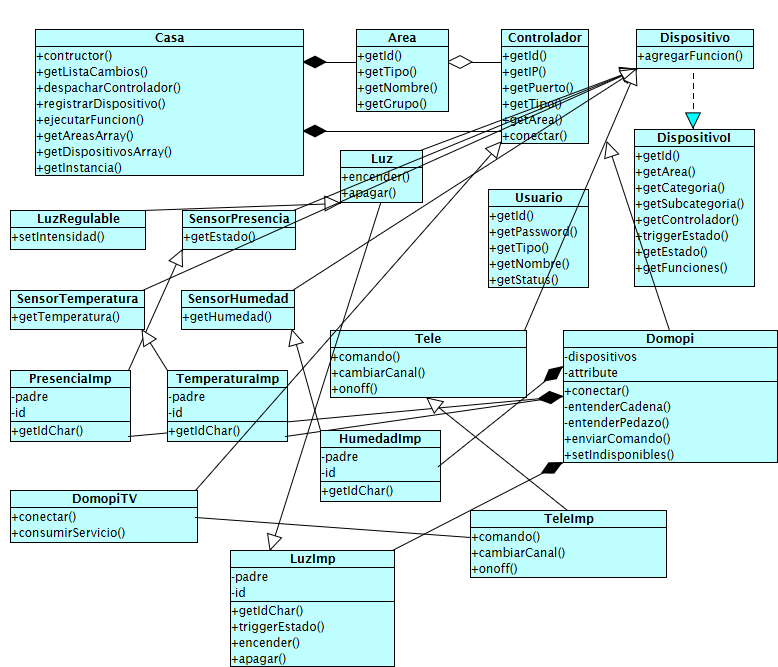 Casa
+contructor()
+getListaCambios()
+despacharControlador()
+registrarDispositivo()
+ejecutarFuncion()
+getAreasArray()
+getDispositivosArray()
+getInstancia()
Area
+getId()
+getTipo()
+getNombre()
+getGrupo()
Controlador
+getId()
+getIP()
+getPuerto()
+getTipo()
+getArea()
+conectar()
Dispositivo
+agregarFuncion()
DispositivoI
+getId()
+getArea()
+getCategoria()
+getSubcategoria()
+getControlador()
+triggerEstado()
+getEstado()
+getFunciones()
Luz
+encender()
+apagar()
Usuario
+getId()
+getPassword()
+getTipo()
+getNombre()
+getStatus()
LuzRegulable
+setIntensidad()
SensorPresencia
+getEstado()
SensorTemperatura
+getTemperatura()
SensorHumedad
+getHumedad()
Tele
+comando()
+cambiarCanal()
+onoff()
Domopi
-dispositivos
-attribute
+conectar()
-entenderCadena()
-entenderPedazo()
+enviarComando()
+setIndisponibles()
PresenciaImp
-padre
-id
+getIdChar()
TemperaturaImp
-padre
-id
+getIdChar()
HumedadImp
-padre
-id
+getIdChar()
DomopiTV
+conectar()
+consumirServicio()
TeleImp
+comando()
+cambiarCanal()
+onoff()
LuzImp
-padre
-id
+getIdChar()
+triggerEstado()
+encender()
+apagar()